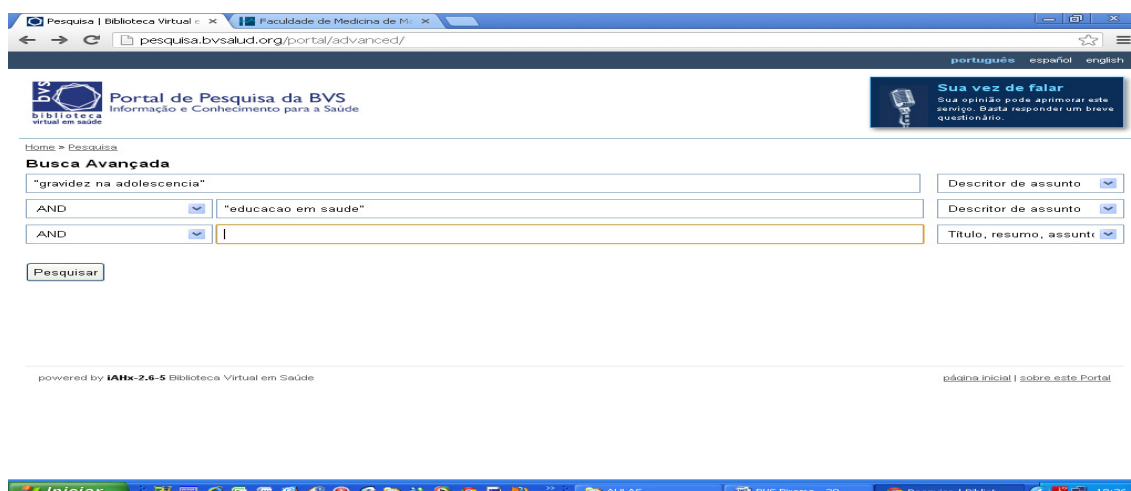 Pesquisa | Biblioteca Virtual e
Faculdade de Medicina de M
pesquisa.bvsalud.org/portal/advanced/
português español english
bvs
biblioteca
virtual em saúde
Portal de Pesquisa da BVS
Informação e Conhecimento para a Saúde
Sua vez de falar
Sua opinião pode aprimorar este
serviço. Basta responder um breve
questionário.
Home > Pesquisa
Busca Avançada
"gravidez na adolescencia" Descritor de assunto
AND "educacao em saude" Descritor de assunto
AND Título, resumo, assunt
Pesquisar
powered by iAHx-2.6-5 Biblioteca Virtual em Saúde
página inicial | sobre este Portal
Iniciar